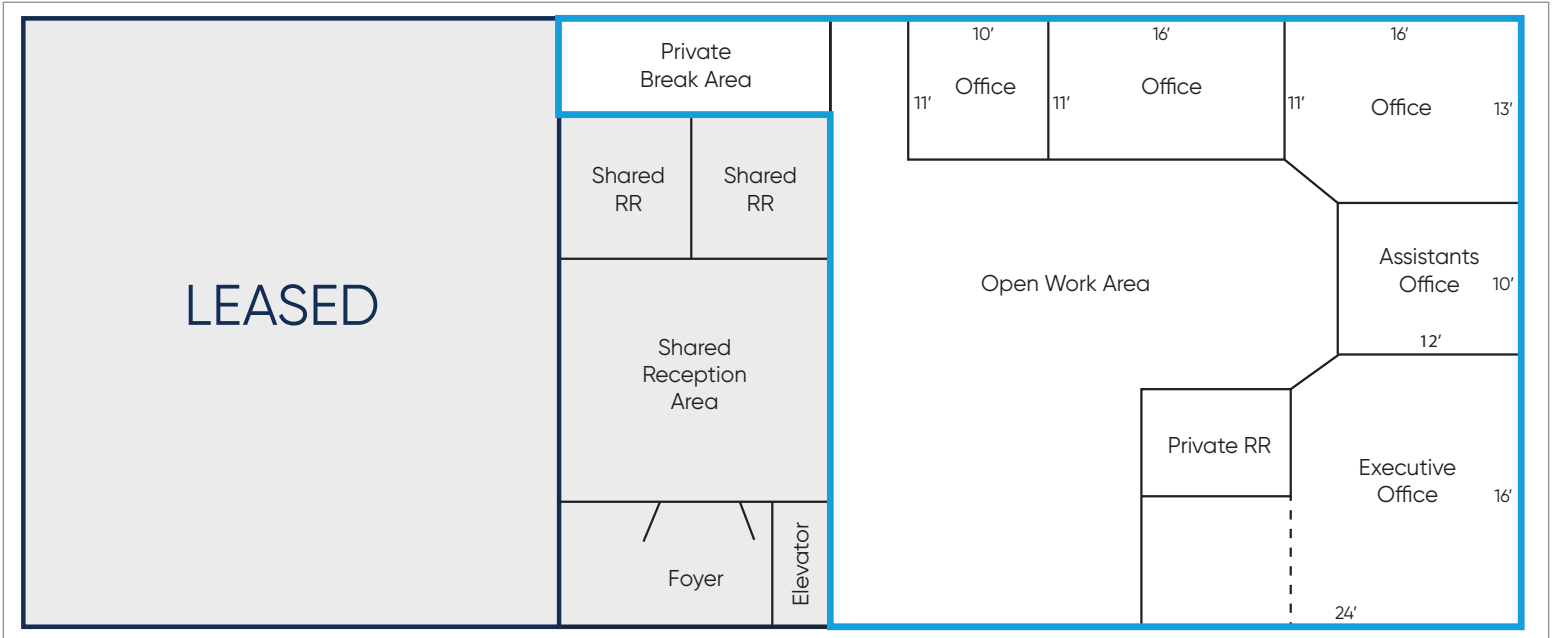 Private
Break Area
10′
Office
11′
16′
Office
11′
16′
Office
11′
13′
Shared
RR
Shared
RR
LEASED
Open Work Area
Assistants
Office
10′
12′
Shared
Reception
Area
Private RR
Executive
Office
16′
24′
Foyer
Elevator